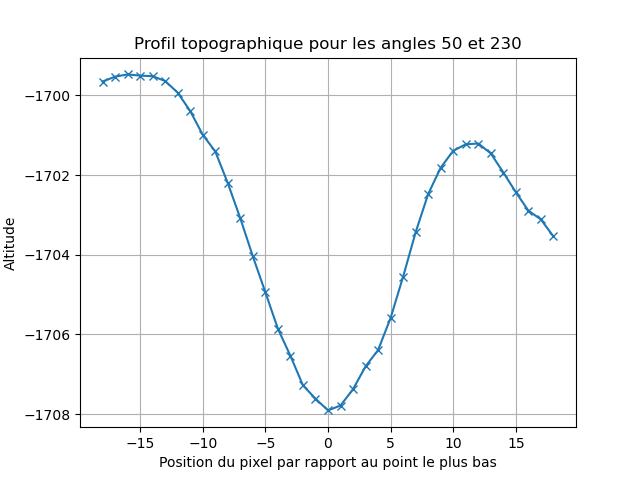 Profil topographique pour les angles 50 et 230
Altitude
−1700
−1702
−1704
−1706
−1708
−15 −10 −5 0 5 10 15
Position du pixel par rapport au point le plus bas